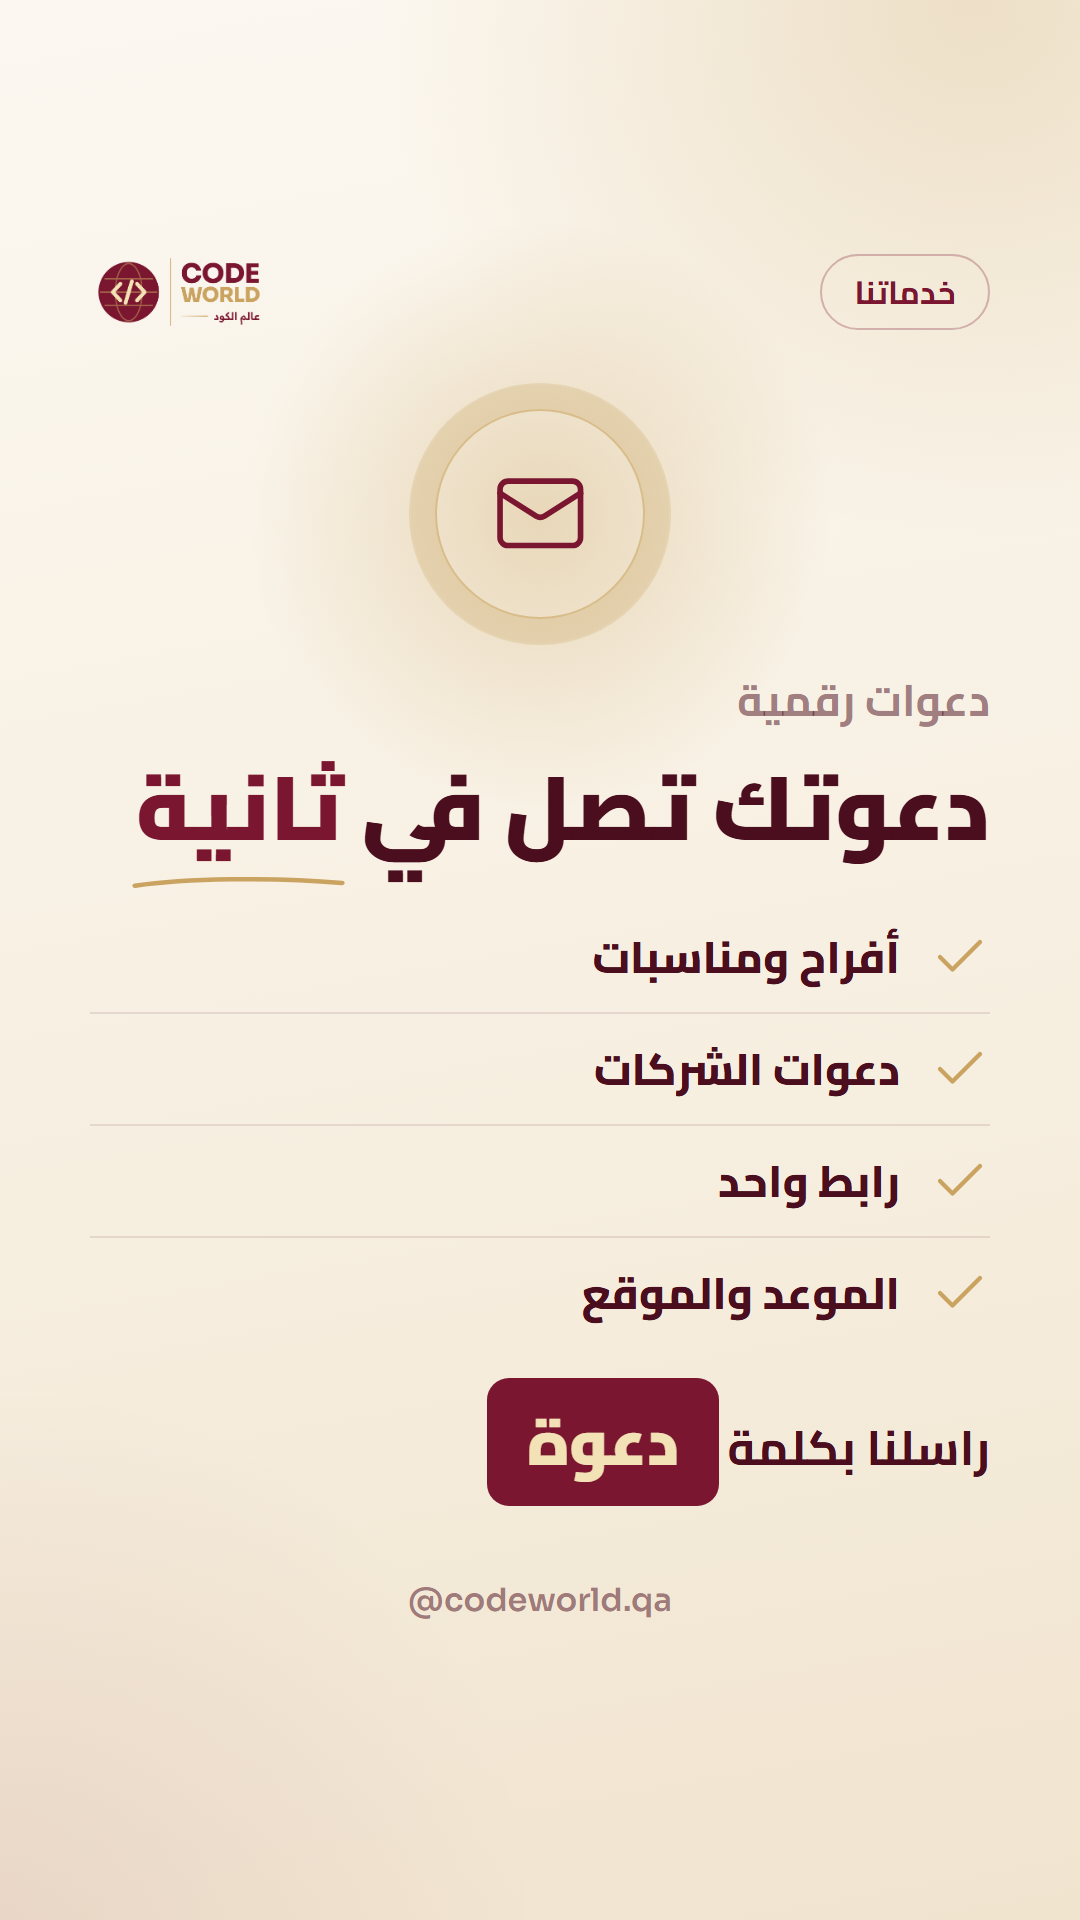 خدماتنا
CODE
WORLD
عالم الكود
دعوات رقمية
دعوتك تصل في ثانية
أفراح ومناسبات
دعوات الشركات
رابط واحد
الموعد والموقع
راسلنا بكلمة دعوة
@codeworld.qa